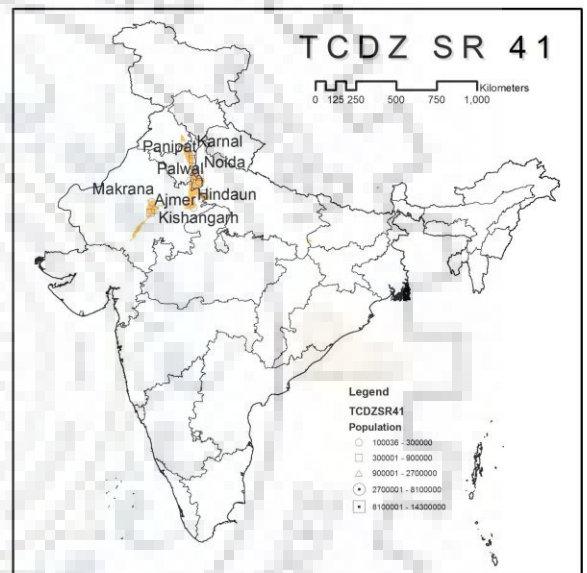 TCDZ SR 41
Kilometers
0 125 250 500 750 1,000
Panipat Karnal
Palwal Noida
Makrana
Ajmer Hindaun
Kishangarh
Legend
TCDZSR41
Population
100036 - 300000
300001 - 900000
900001 - 2700000
2700001 - 8100000
8100001 - 14300000